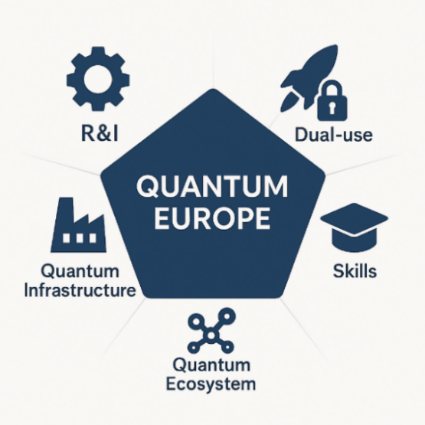 R&I
Dual-use
QUANTUM
EUROPE
Quantum
Infrastructure
Skills
Quantum
Ecosystem